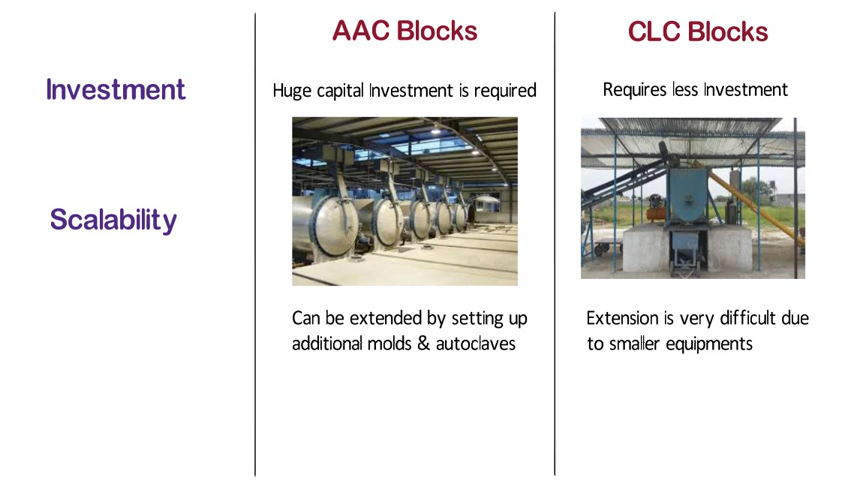 AAC Blocks
CLC Blocks
Investment
Huge capital Investment is required
Requires less Investment
Scalability
Can be extended by setting up
additional molds & autoclaves
Extension is very difficult due
to smaller equipments